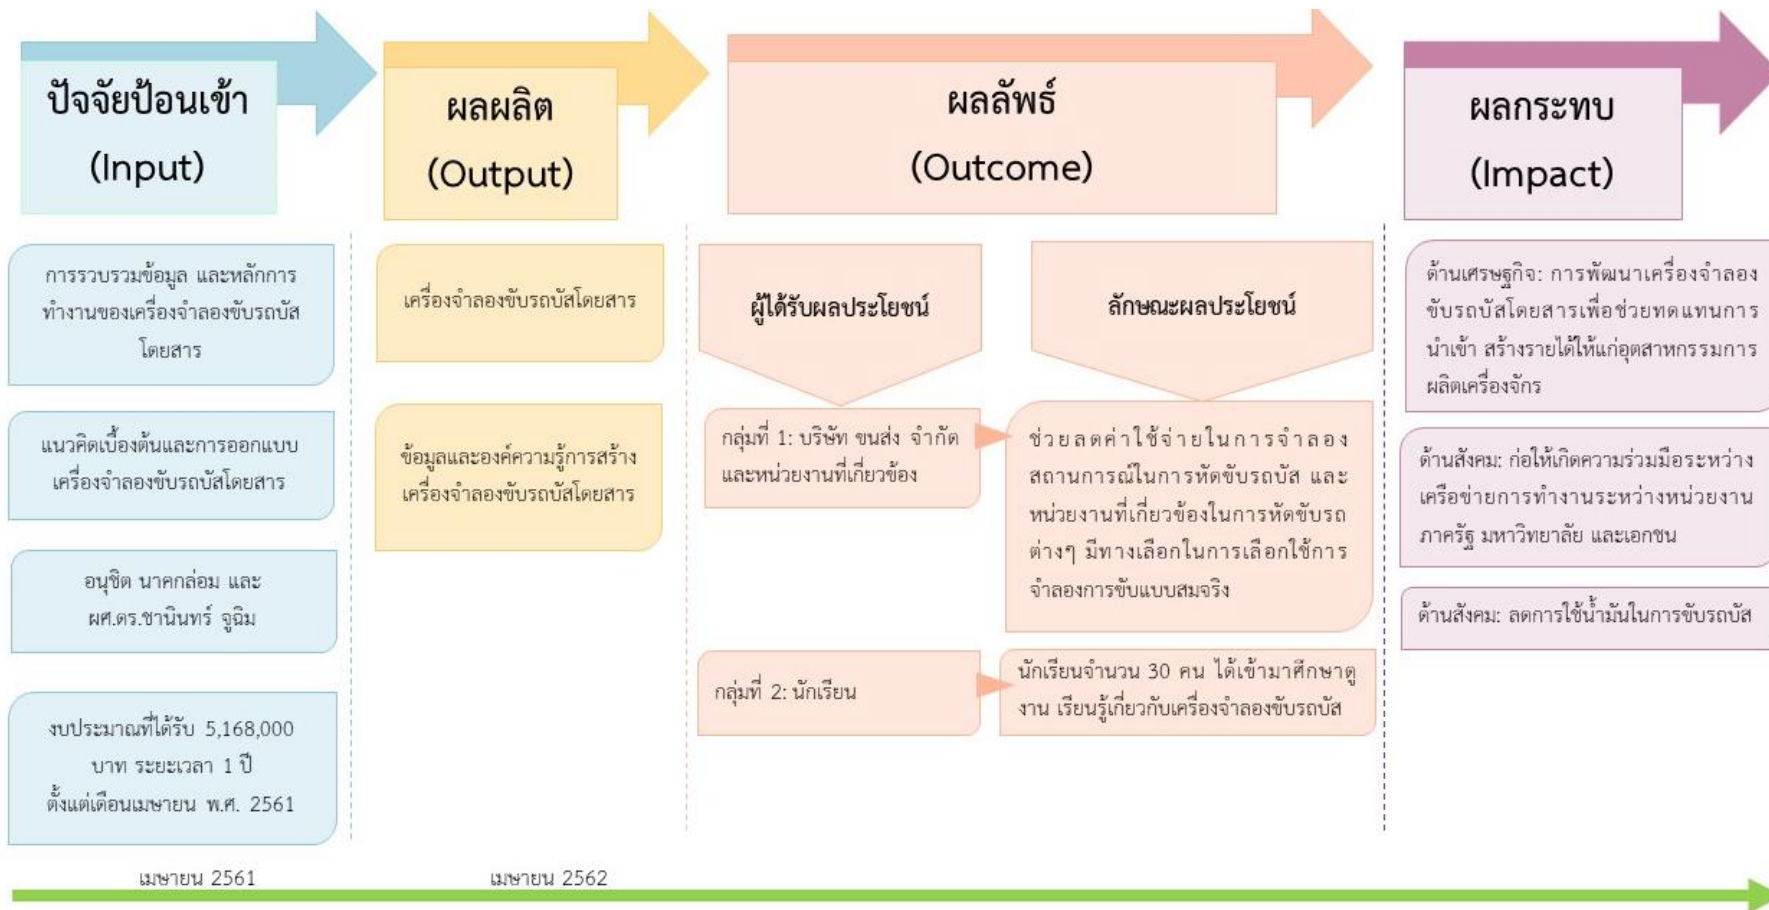 ปัจจัยป้อนเข้า
(Input)
การรวบรวมข้อมูล และหลักการ
ทำงานของเครื่องจำลองขับรถบัส
โดยสาร
แนวคิดเบื้องต้นและการออกแบบ
เครื่องจำลองขับรถบัสโดยสาร
อนุชิต นาคกล่อม และ
ผศ.ดร.ชานินทร์ จูฉิม
งบประมาณที่ได้รับ 5,168,000
บาท ระยะเวลา 1 ปี
ตั้งแต่เดือนเมษายน พ.ศ. 2561
ผลผลิต
(Output)
เครื่องจำลองขับรถบัสโดยสาร
ข้อมูลและองค์ความรู้การสร้าง
เครื่องจำลองขับรถบัสโดยสาร
ผลลัพธ์
(Outcome)
ผู้ได้รับผลประโยชน์
ลักษณะผลประโยชน์
กลุ่มที่ 1: บริษัท ขนส่ง จำกัด
และหน่วยงานที่เกี่ยวข้อง
ช่วยลดค่าใช้จ่ายในการจำลอง
สถานการณ์ในการหัดขับรถบัส และ
หน่วยงานที่เกี่ยวข้องในการหัดขับรถ
ต่างๆ มีทางเลือกในการเลือกใช้การ
จำลองการขับแบบสมจริง
กลุ่มที่ 2: นักเรียน
นักเรียนจำนวน 30 คน ได้เข้ามาศึกษาดู
งาน เรียนรู้เกี่ยวกับเครื่องจำลองขับรถบัส
ผลกระทบ
(Impact)
ด้านเศรษฐกิจ: การพัฒนาเครื่องจำลอง
ขับรถบัสโดยสารเพื่อช่วยทดแทนการ
นำเข้า สร้างรายได้ให้แก่อุตสาหกรรมการ
ผลิตเครื่องจักร
ด้านสังคม: ก่อให้เกิดความร่วมมือระหว่าง
เครือข่ายการทำงานระหว่างหน่วยงาน
ภาครัฐ มหาวิทยาลัย และเอกชน
ด้านสังคม: ลดการใช้น้ำมันในการขับรถบัส
เมษายน 2561
เมษายน 2562